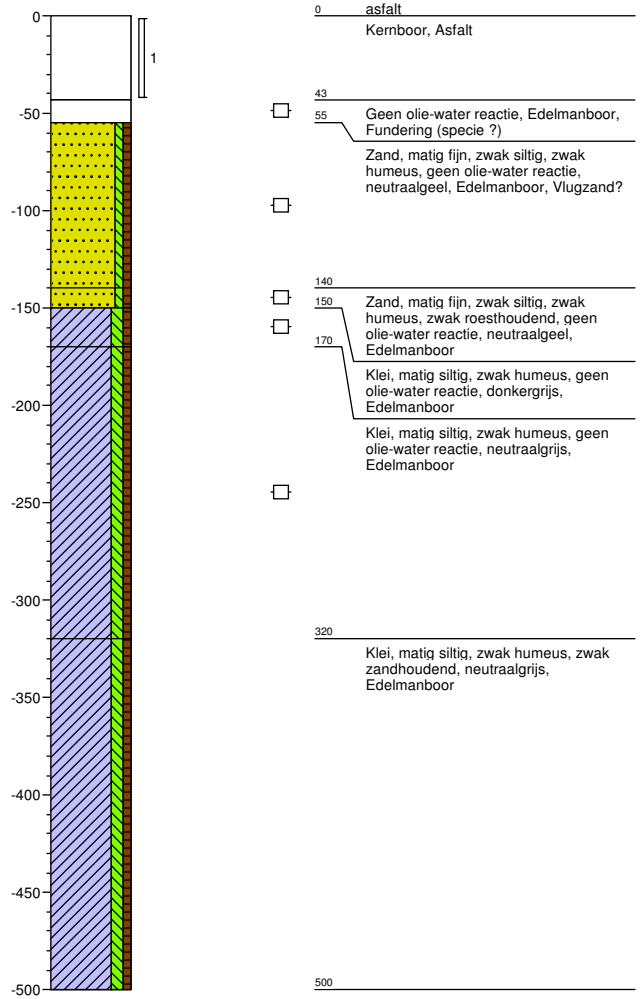 0
-50
-100
-150
-200
-250
-300
-350
-400
-450
-500
1
0
asfalt
Kernboor, Asfalt
43
Geen olie-water reactie, Edelmanboor,
Fundering (specie ?)
55
Zand, matig fijn, zwak siltig, zwak
humeus, geen olie-water reactie,
neutraalgeel, Edelmanboor, Vlugzand?
140
Zand, matig fijn, zwak siltig, zwak
humeus, zwak roesthoudend, geen
olie-water reactie, neutraalgeel,
Edelmanboor
150
Klei, matig siltig, zwak humeus, geen
olie-water reactie, donkergrijs,
Edelmanboor
170
Klei, matig siltig, zwak humeus, geen
olie-water reactie, neutraalgrijs,
Edelmanboor
320
Klei, matig siltig, zwak humeus, zwak
zandhoudend, neutraalgrijs,
Edelmanboor
500